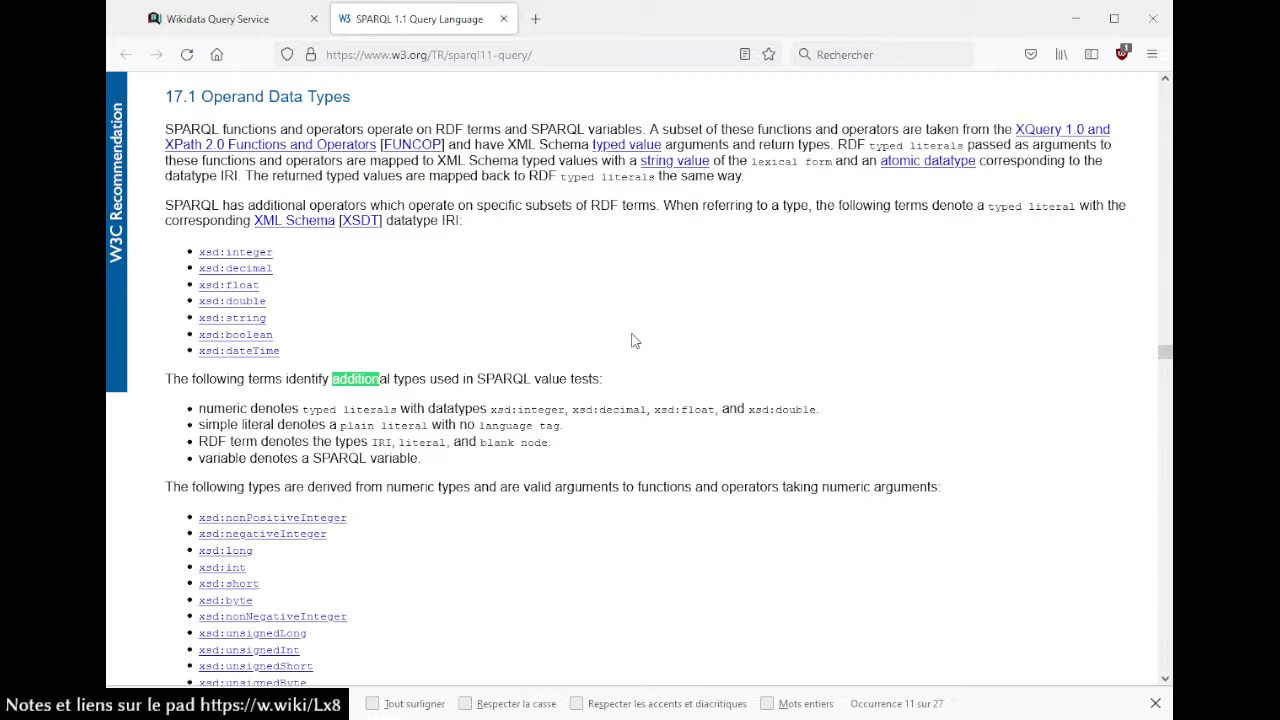 Wikidata Query Service
W3 SPARQL 1.1 Query Language
https://www.w3.org/TR/sparql11-query/
Rechercher
1
W3C Recommendation
17.1 Operand Data Types
SPARQL functions and operators operate on RDF terms and SPARQL variables. A subset of these functions and operators are taken from the XQuery 1.0 and
XPath 2.0 Functions and Operators [FUNCOP] and have XML Schema typed value arguments and return types. RDF typed literals passed as arguments to
these functions and operators are mapped to XML Schema typed values with a string value of the lexical form and an atomic datatype corresponding to the
datatype IRI. The returned typed values are mapped back to RDF typed literals the same way.
SPARQL has additional operators which operate on specific subsets of RDF terms. When referring to a type, the following terms denote a typed literal with the
corresponding XML Schema [XSDT] datatype IRI:
• xsd:integer
• xsd:decimal
• xsd:float
• xsd:double
• xsd:string
• xsd:boolean
• xsd:dateTime
The following terms identify additional types used in SPARQL value tests:
• numeric denotes typed literals with datatypes xsd:integer, xsd:decimal, xsd:float, and xsd:double.
• simple literal denotes a plain literal with no language tag.
• RDF term denotes the types IRI, literal, and blank node.
• variable denotes a SPARQL variable.
The following types are derived from numeric types and are valid arguments to functions and operators taking numeric arguments:
• xsd:nonPositiveInteger
• xsd:negativeInteger
• xsd:long
• xsd:int
• xsd:short
• xsd:byte
• xsd:nonNegativeInteger
• xsd:unsignedLong
• xsd:unsignedInt
• xsd:unsignedShort
• xsd:unsignedByte
Notes et liens sur le pad https://w.wiki/Lx8
Tout surligner Respecter la casse Respecter les accents et diacritiques Mots entiers Occurrence 11 sur 27